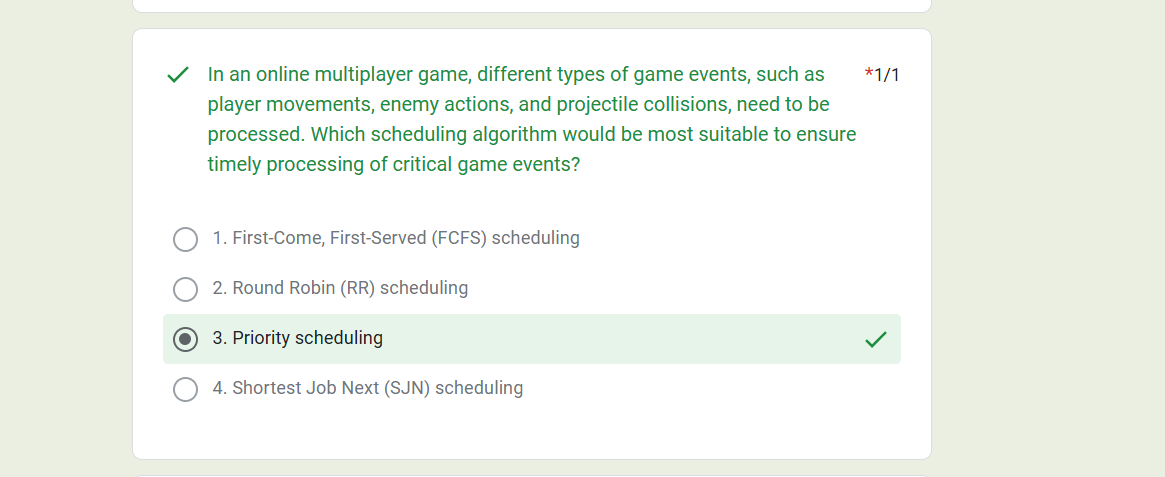 In an online multiplayer game, different types of game events, such as
*1/1
player movements, enemy actions, and projectile collisions, need to be
processed. Which scheduling algorithm would be most suitable to ensure
timely processing of critical game events?
1. First-Come, First-Served (FCFS) scheduling
2. Round Robin (RR) scheduling
3. Priority scheduling
4. Shortest Job Next (SJN) scheduling